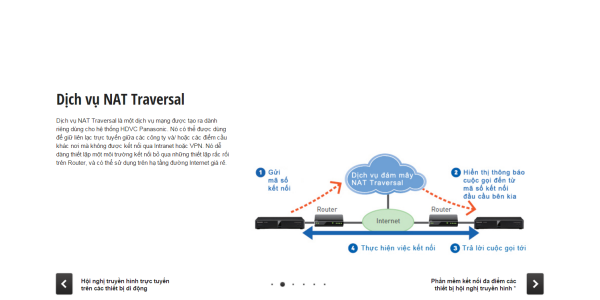 Dịch vụ NAT Traversal
Dịch vụ NAT Traversal là một dịch vụ mạng được tạo ra dành
riêng dùng cho hệ thống HDVC Panasonic. Nó có thể được dùng
để giữ liên lạc trực tuyến giữa các công ty và/ hoặc các điểm cầu
khác nơi mà không được kết nối qua Intranet hoặc VPN. Nó dễ
dàng thiết lập một môi trường kết nối bỏ qua những thiết lập rắc rối
trên Router, và có thể sử dụng trên hạ tầng đường Internet giá rẻ.
1 Gửi
mã số
kết nối
Dịch vụ đám mây
NAT Traversal
2 Hiển thị thông báo
cuộc gọi đến từ
mã số kết nối
đầu cầu bên kia
Router
Internet
Router
4 Thực hiện việc kết nối
3 Trả lời cuộc gọi tới
Hội nghị truyền hình trực tuyến
trên các thiết bị di động
Phần mềm kết nối đa điểm các
thiết bị hội nghị truyền hình *